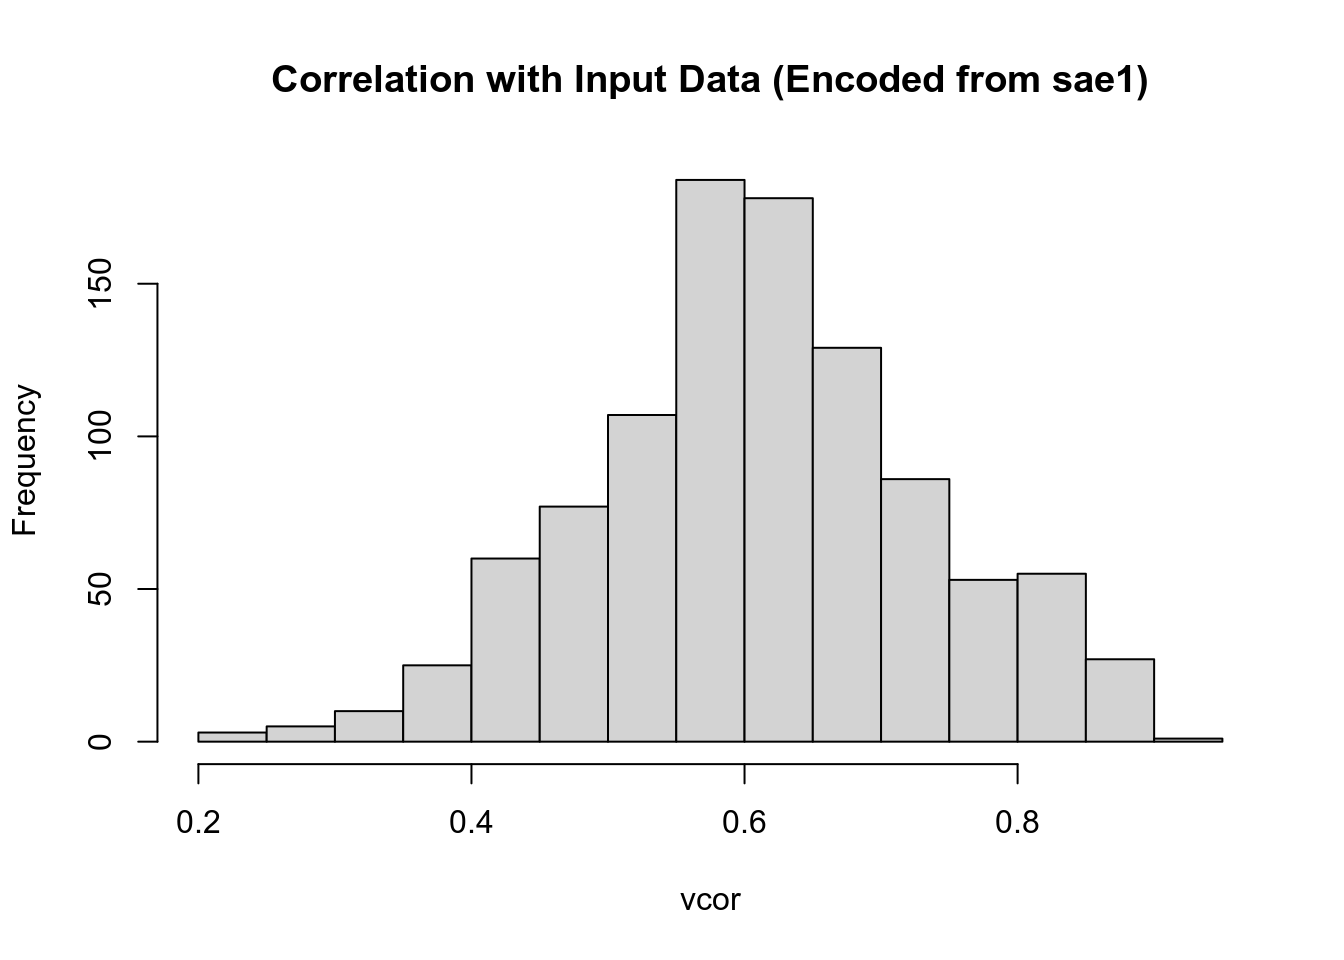 Correlation with Input Data (Encoded from sae1)
Frequency
150
100
50
0
0.2 0.4 0.6 0.8
vcor